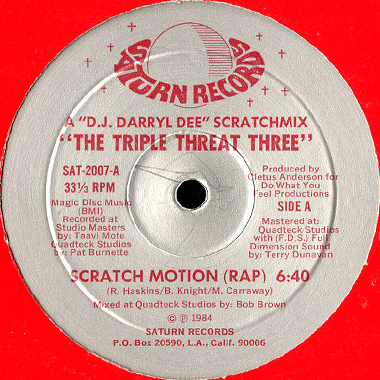 SATURN RECORDS
A "D.J. DARRYL DEE" SCRATCHMIX
"THE TRIPLE THREAT THREE"
SAT-2007-A
33⅓ RPM
Magic Disc Music
(BMI)
Recorded at
Studio Masters
by: Taavi Mote
Quadteck Studios
by: Pat Burnette
Produced by
Cletus Anderson for
Do What You
Feel Productions
SIDE A
Mastered at:
Quadteck Studios
with (F.D.S.) Full
Dimension Sound
by: Terry Dunavan
SCRATCH MOTION (RAP) 6:40
(R. Haskins/B. Knight/M. Carraway)
Mixed at Quadteck Studios by: Bob Brown
© ℗ 1984
SATURN RECORDS
P.O. Box 20590, L.A., Calif. 90006